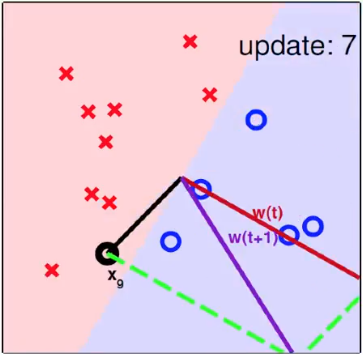 update: 7
w(t)
w(t+1)
x9